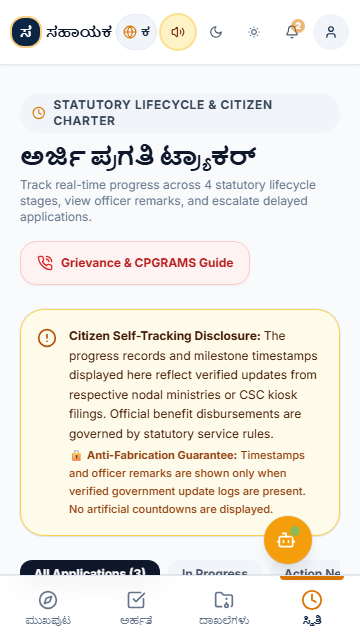 ಸ ಸಹಾಯಕ ಕ 2
STATUTORY LIFECYCLE & CITIZEN
CHARTER
ಅರ್ಜಿ ಪ್ರಗತಿ ಟ್ರ್ಯಾಕರ್
Track real-time progress across 4 statutory lifecycle
stages, view officer remarks, and escalate delayed
applications.
Grievance & CPGRAMS Guide
Citizen Self-Tracking Disclosure: The
progress records and milestone timestamps
displayed here reflect verified updates from
respective nodal ministries or CSC kiosk
filings. Official benefit disbursements are
governed by statutory service rules.
🔒 Anti-Fabrication Guarantee: Timestamps
and officer remarks are shown only when
verified government update logs are present.
No artificial countdowns are displayed.
All Applications (3) In Progress Action Ne
ಮುಖಪುಟ ಅರ್ಹತೆ ದಾಖಲೆಗಳು ಸ್ಥಿತಿ